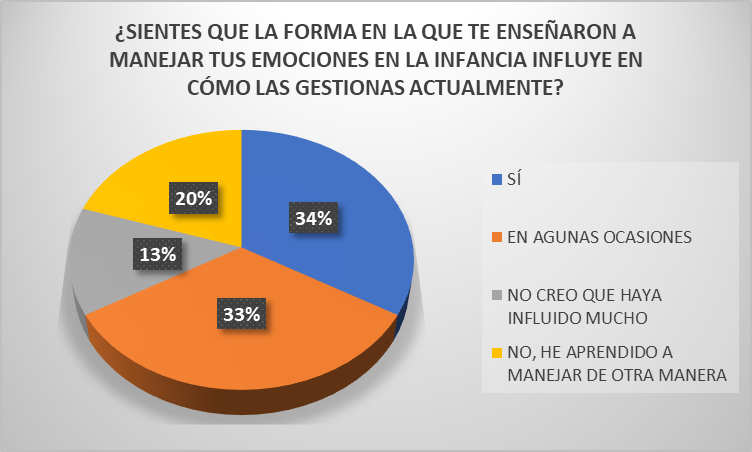 ¿SIENTES QUE LA FORMA EN LA QUE TE ENSEÑARON A
MANEJAR TUS EMOCIONES EN LA INFANCIA INFLUYE EN
CÓMO LAS GESTIONAS ACTUALMENTE?
34%
33%
13%
20%
SÍ
EN AGUNAS OCASIONES
NO CREO QUE HAYA
INFLUIDO MUCHO
NO, HE APRENDIDO A
MANEJAR DE OTRA MANERA